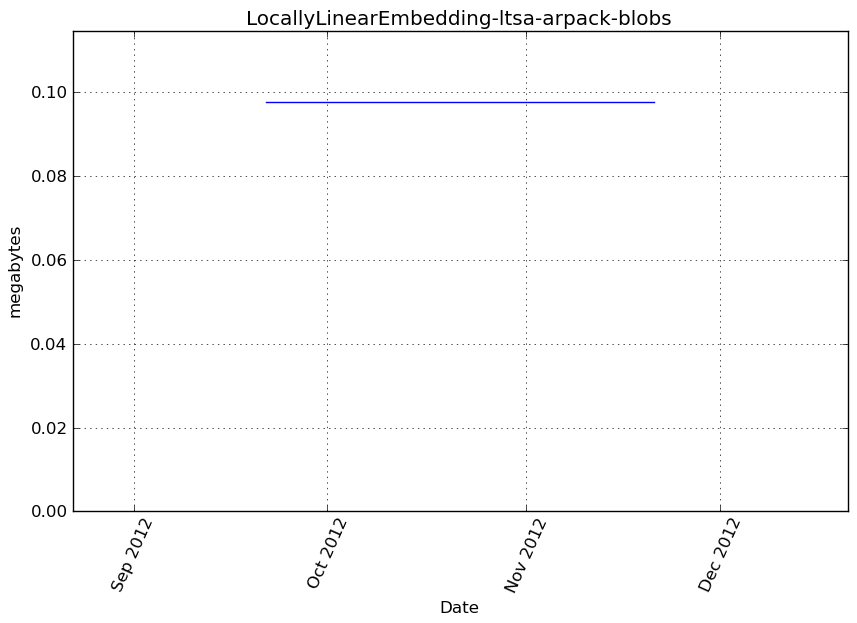 LocallyLinearEmbedding-ltsa-arpack-blobs
megabytes
0.10
0.08
0.06
0.04
0.02
0.00
Sep 2012
Oct 2012
Nov 2012
Dec 2012
Date